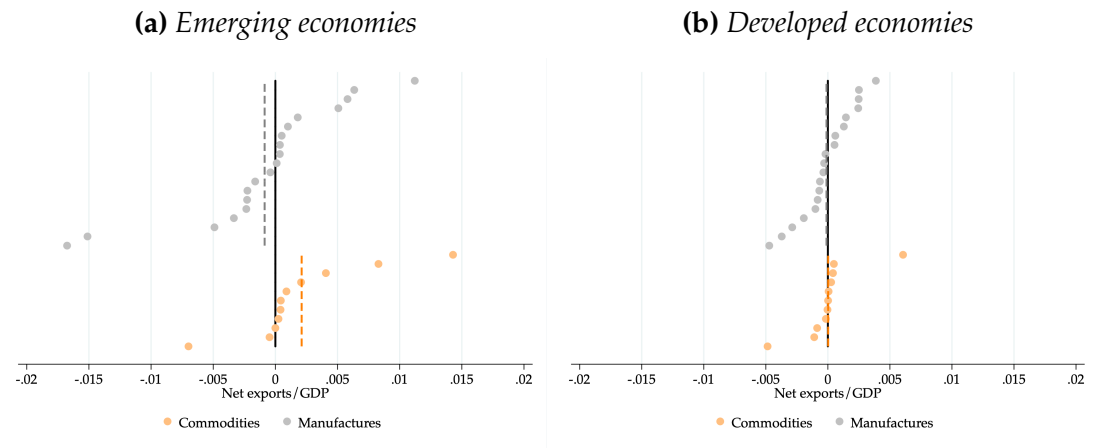 (a) Emerging economies
(b) Developed economies
-.02 -.015 -.01 -.005 0 .005 .01 .015 .02
Net exports/GDP
Commodities Manufactures
-.02 -.015 -.01 -.005 0 .005 .01 .015 .02
Net exports/GDP
Commodities Manufactures